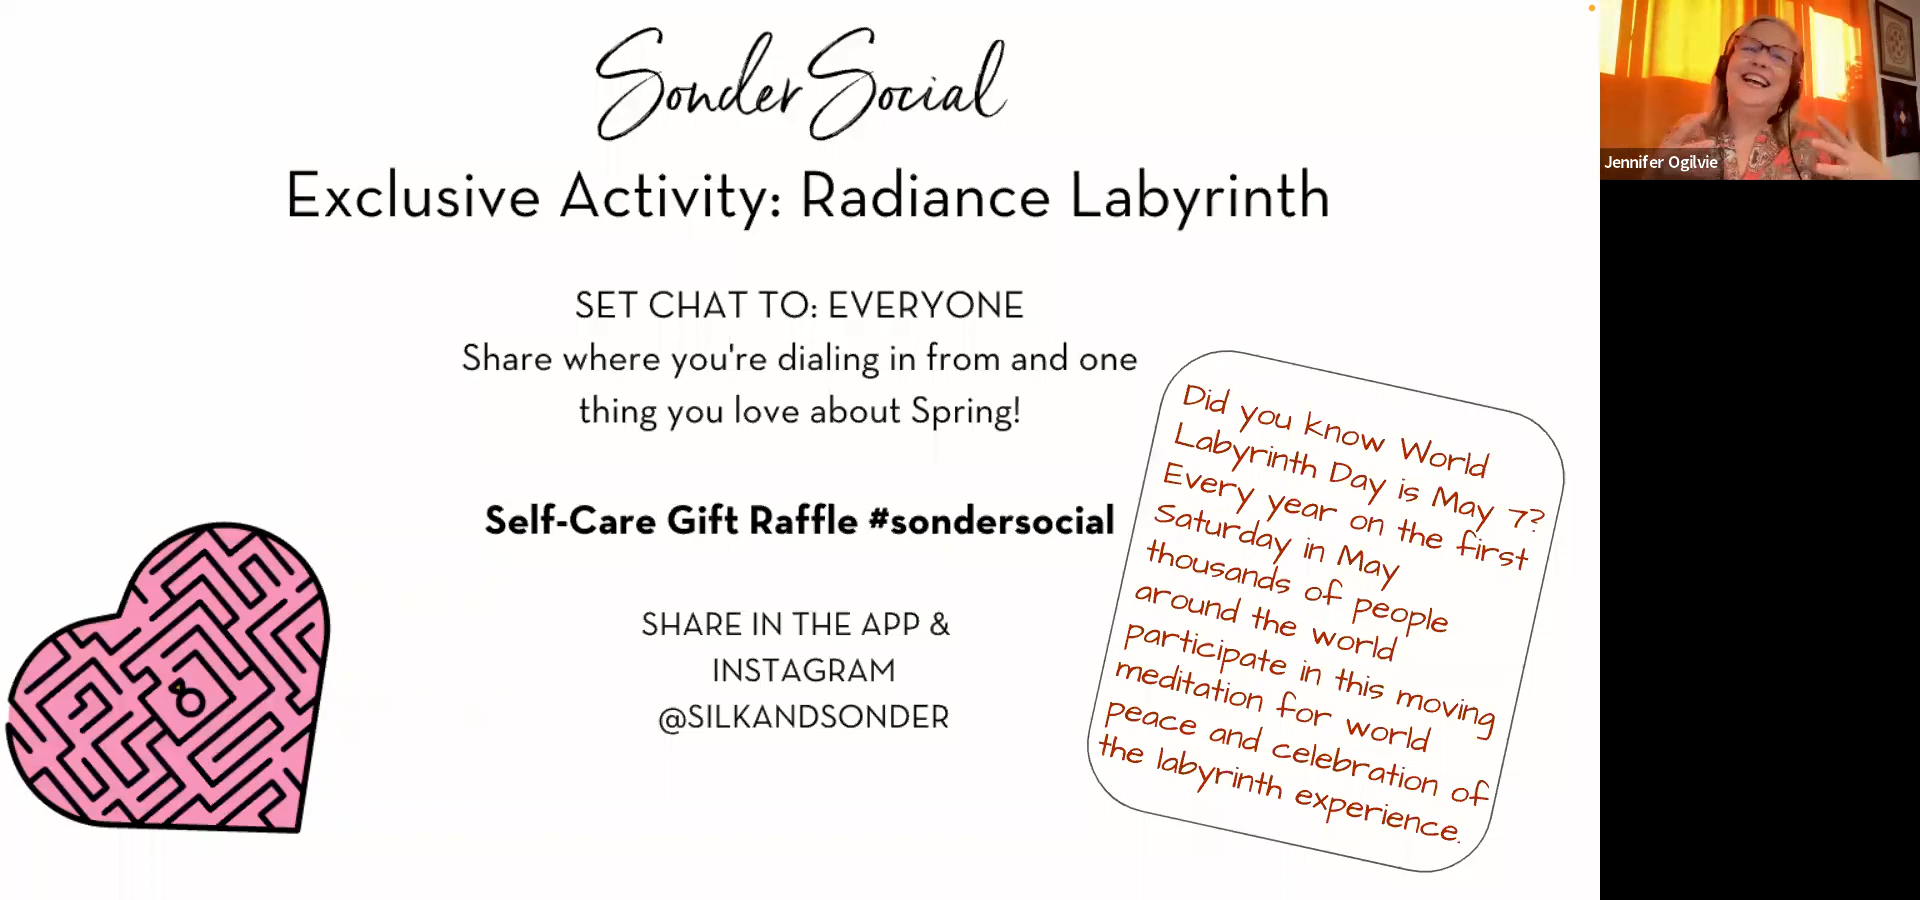 Sonder Social
Exclusive Activity: Radiance Labyrinth
SET CHAT TO: EVERYONE
Share where you're dialing in from and one
thing you love about Spring!
Self-Care Gift Raffle #sondersocial
SHARE IN THE APP &
INSTAGRAM
@SILKANDSONDER
Did you know World
Labyrinth Day is May 7?
Every year on the first
Saturday in May
thousands of people
around the world
participate in this moving
meditation for world
peace and celebration of
the labyrinth experience.
Jennifer Ogilvie